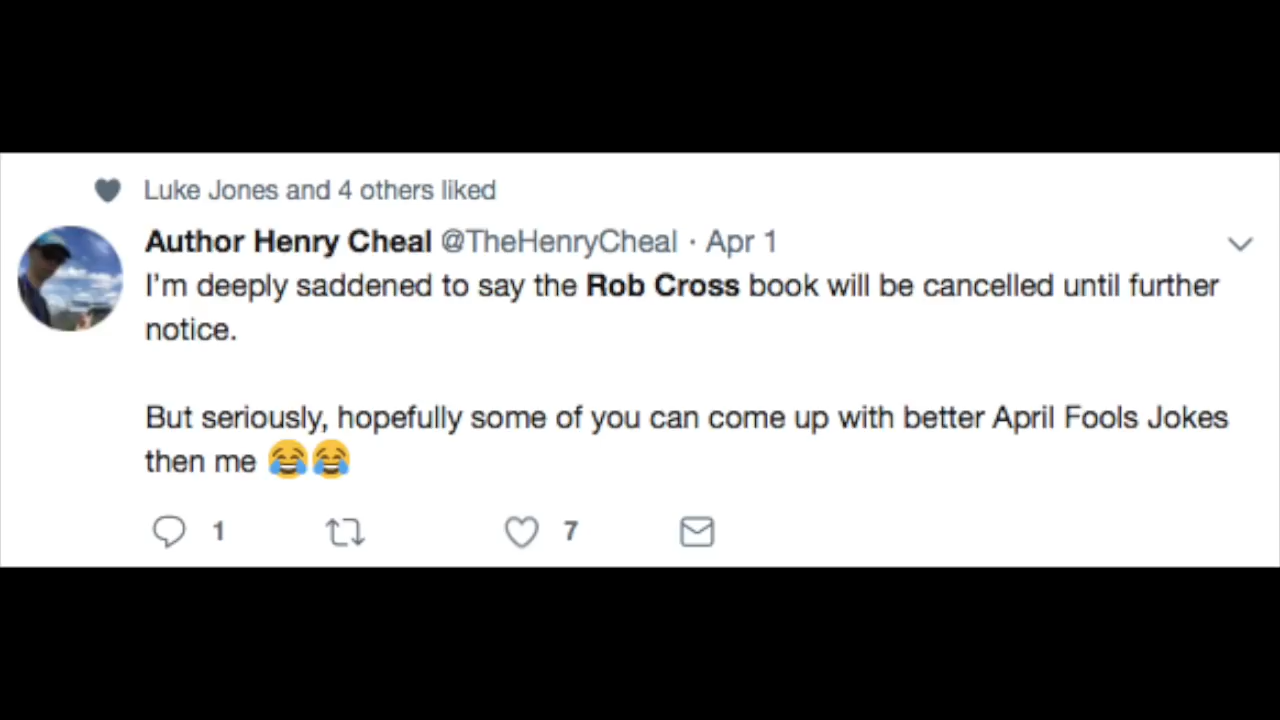 Luke Jones and 4 others liked
Author Henry Cheal @TheHenryCheal · Apr 1
I'm deeply saddened to say the Rob Cross book will be cancelled until further
notice.
But seriously, hopefully some of you can come up with better April Fools Jokes
then me 😂😂
1 7